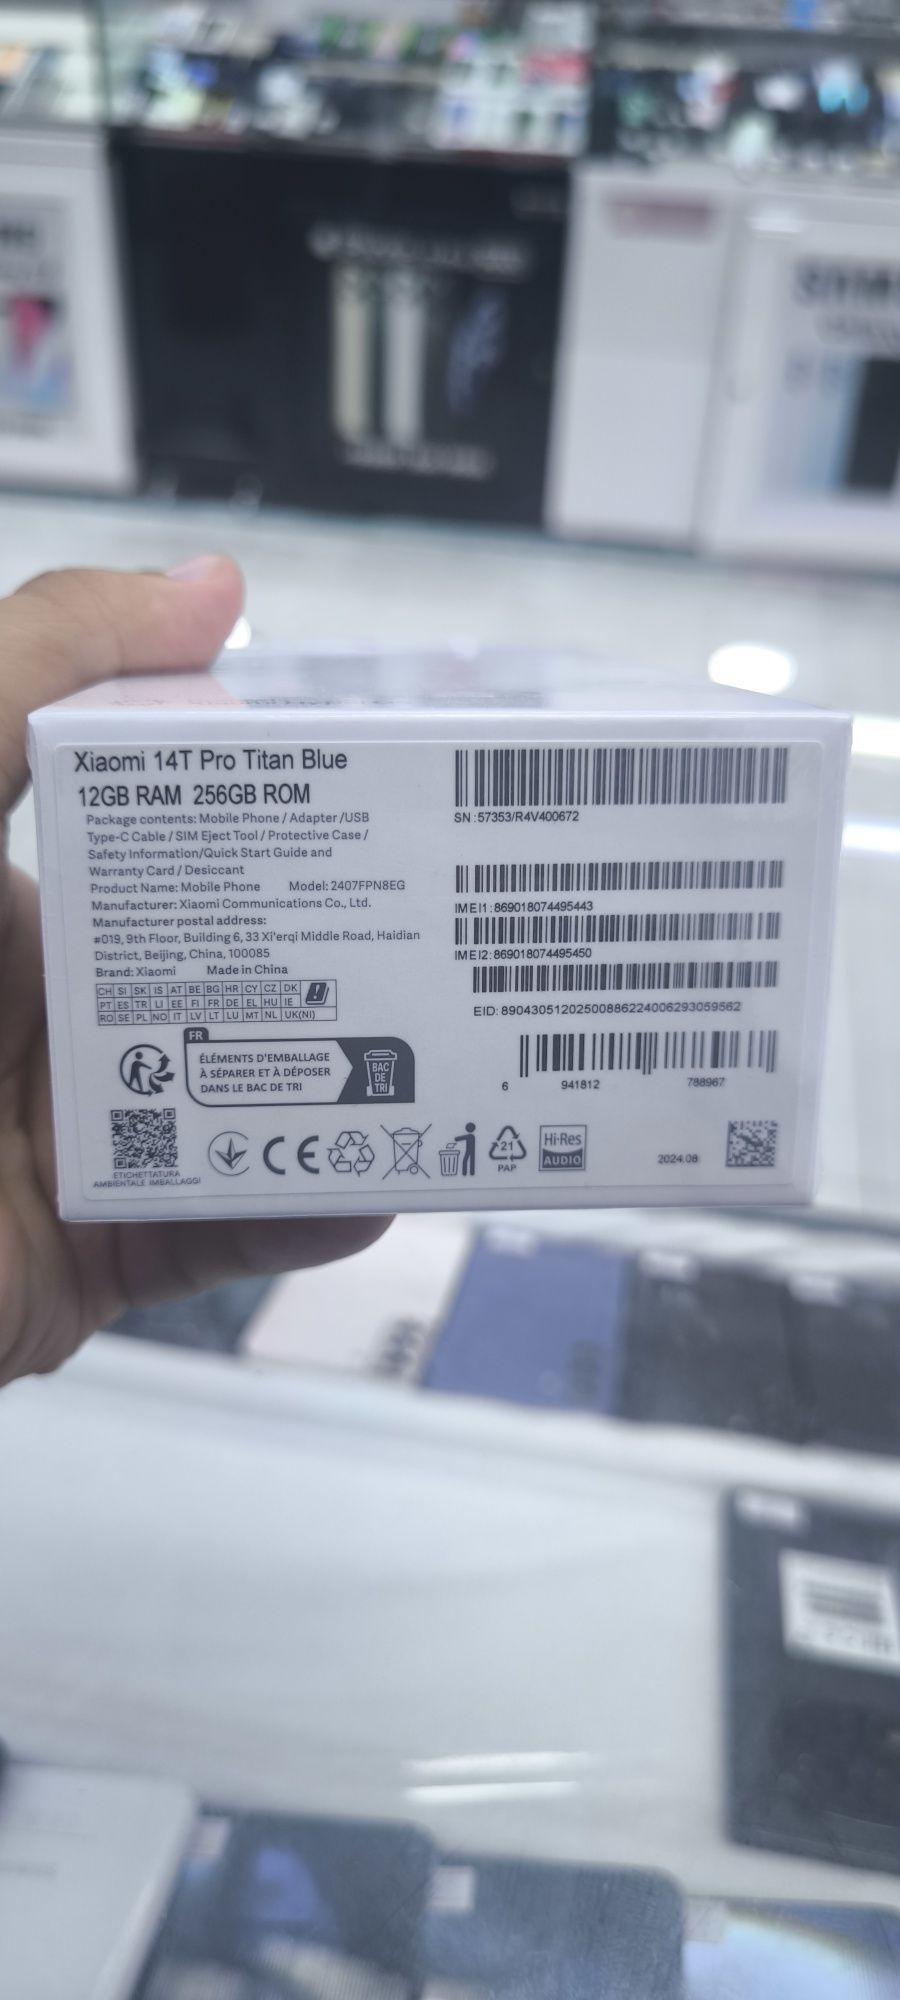 Xiaomi 14T Pro Titan Blue
12GB RAM 256GB ROM
Package contents: Mobile Phone / Adapter /USB
Type-C Cable / SIM Eject Tool / Protective Case /
Safety Information/Quick Start Guide and
Warranty Card / Desiccant
Product Name: Mobile Phone Model: 2407FPN8EG
Manufacturer: Xiaomi Communications Co., Ltd.
Manufacturer postal address:
#019, 9th Floor, Building 6, 33 Xi'erqi Middle Road, Haidian
District, Beijing, China, 100085
Brand: Xiaomi Made in China
CH SI SK IS AT BE BG HR CY CZ DK
PT ES TR LI EE FI FR DE EL HU IE
RO SE PL NO IT LV LT LU MT NL UK(NI)
FR
ÉLÉMENTS D'EMBALLAGE
À SÉPARER ET À DÉPOSER
DANS LE BAC DE TRI
BAC
DE
TRI
ETICHETTATURA
AMBIENTALE IMBALLAGGI
CE
21
PAP
Hi-Res
AUDIO
SN:57353/R4V400672
IMEI1:869018074495443
IMEI2:869018074495450
EID:89043051202500886224006293059562
6 941812 788967
2024.08